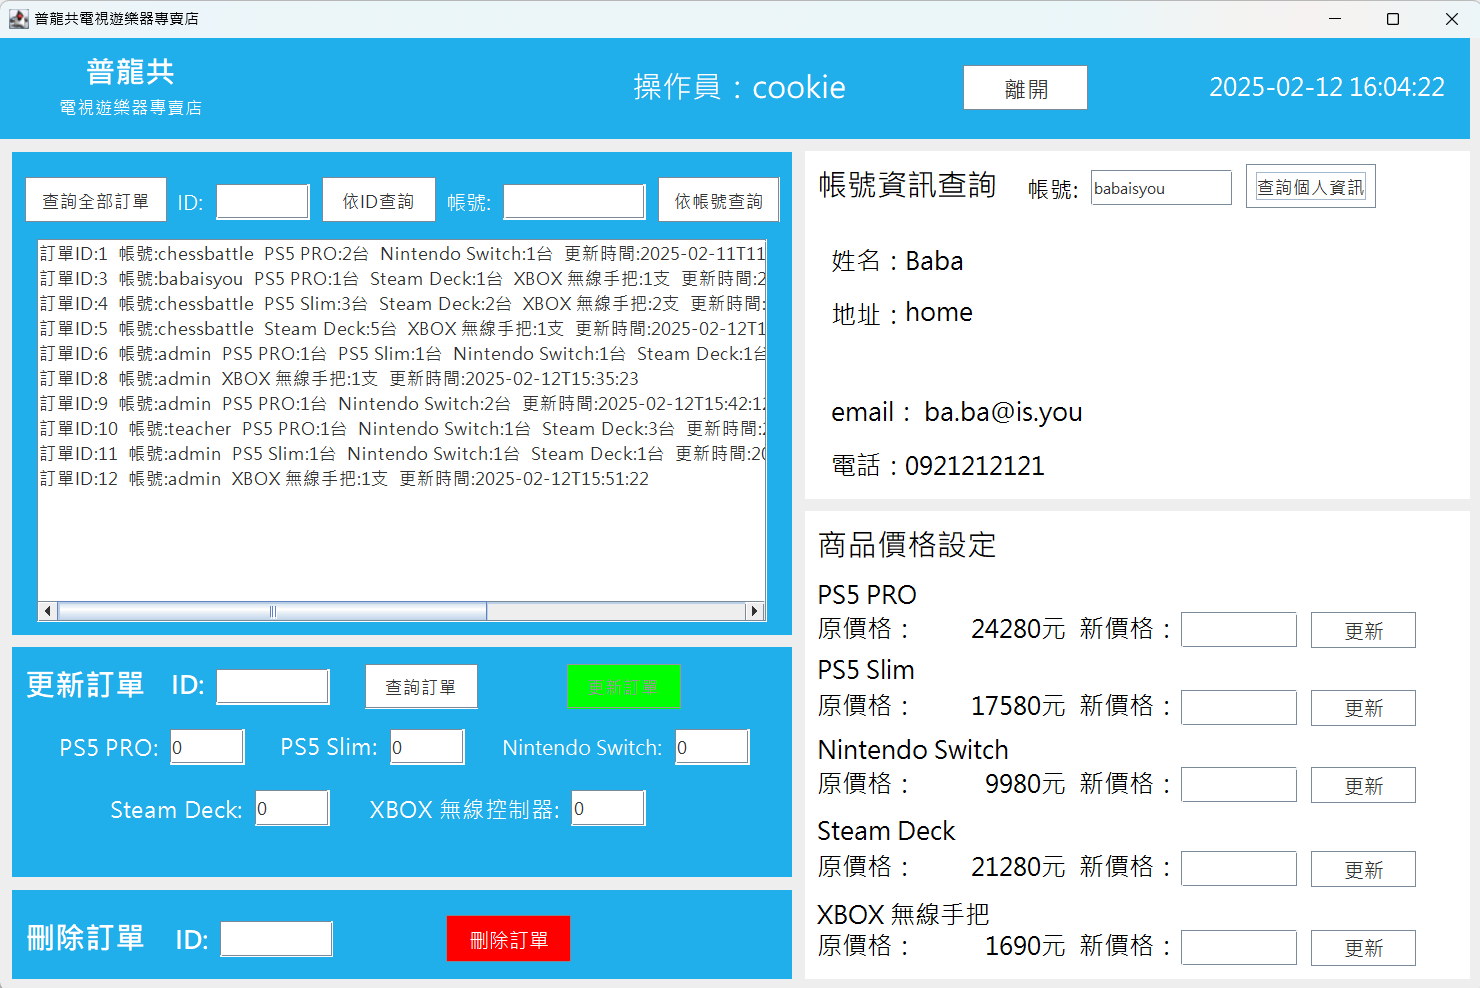 普龍共電視遊樂器專賣店
普龍共
電視遊樂器專賣店
操作員：cookie
離開
2025-02-12 16:04:22
查詢全部訂單 ID: 依ID查詢 帳號: 依帳號查詢
訂單ID:1 帳號:chessbattle PS5 PRO:2台 Nintendo Switch:1台 更新時間:2025-02-11T11
訂單ID:3 帳號:babaisyou PS5 PRO:1台 Steam Deck:1台 XBOX 無線手把:1支 更新時間:2
訂單ID:4 帳號:chessbattle PS5 Slim:3台 Steam Deck:2台 XBOX 無線手把:2支 更新時間:
訂單ID:5 帳號:chessbattle Steam Deck:5台 XBOX 無線手把:1支 更新時間:2025-02-12T1
訂單ID:6 帳號:admin PS5 PRO:1台 PS5 Slim:1台 Nintendo Switch:1台 Steam Deck:1台
訂單ID:8 帳號:admin XBOX 無線手把:1支 更新時間:2025-02-12T15:35:23
訂單ID:9 帳號:admin PS5 PRO:1台 Nintendo Switch:2台 更新時間:2025-02-12T15:42:12
訂單ID:10 帳號:teacher PS5 PRO:1台 Nintendo Switch:1台 Steam Deck:3台 更新時間:2
訂單ID:11 帳號:admin PS5 Slim:1台 Nintendo Switch:1台 Steam Deck:1台 更新時間:20
訂單ID:12 帳號:admin XBOX 無線手把:1支 更新時間:2025-02-12T15:51:22
更新訂單 ID: 查詢訂單 更新訂單
PS5 PRO: 0 PS5 Slim: 0 Nintendo Switch: 0
Steam Deck: 0 XBOX 無線控制器: 0
刪除訂單 ID: 刪除訂單
帳號資訊查詢 帳號: babaisyou 查詢個人資訊
姓名：Baba
地址：home
email： ba.ba@is.you
電話：0921212121
商品價格設定
PS5 PRO
原價格： 24280元 新價格： 更新
PS5 Slim
原價格： 17580元 新價格： 更新
Nintendo Switch
原價格： 9980元 新價格： 更新
Steam Deck
原價格： 21280元 新價格： 更新
XBOX 無線手把
原價格： 1690元 新價格： 更新